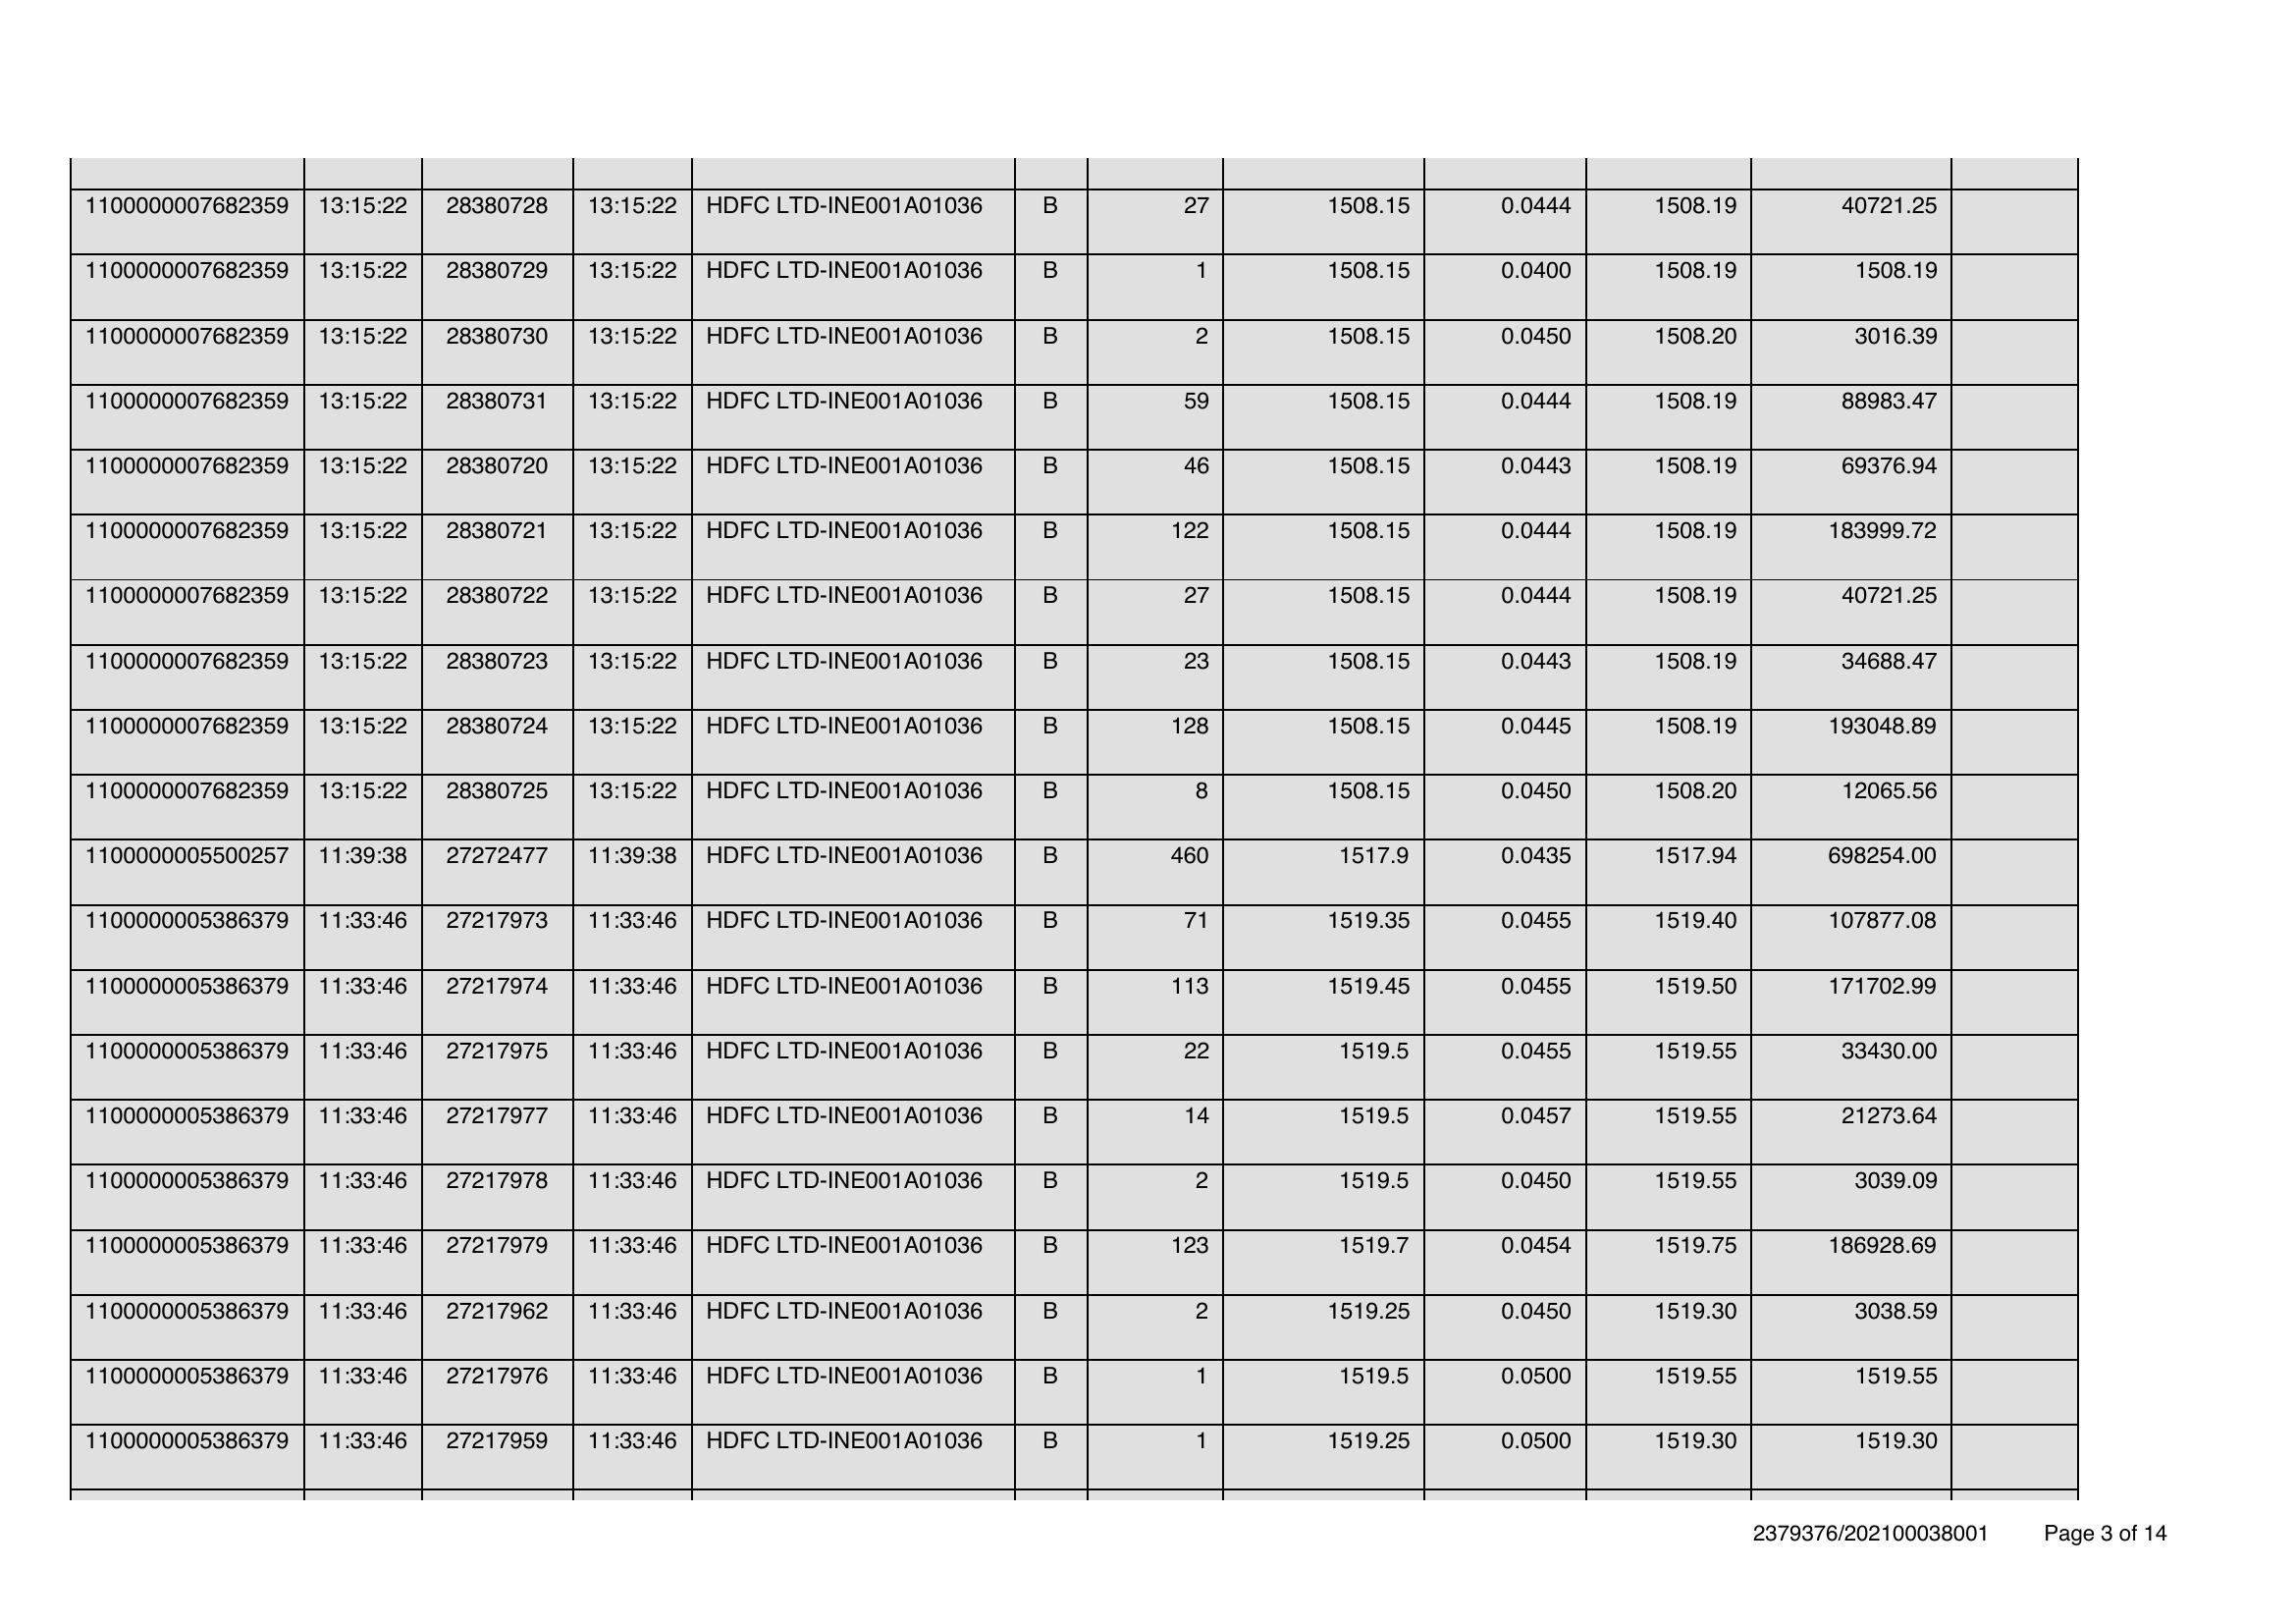 1100000007682359 13:15:22 28380728 13:15:22 HDFC LTD-INE001A01036 B 27 1508.15 0.0444 1508.19 40721.25
1100000007682359 13:15:22 28380729 13:15:22 HDFC LTD-INE001A01036 B 1 1508.15 0.0400 1508.19 1508.19
1100000007682359 13:15:22 28380730 13:15:22 HDFC LTD-INE001A01036 B 2 1508.15 0.0450 1508.20 3016.39
1100000007682359 13:15:22 28380731 13:15:22 HDFC LTD-INE001A01036 B 59 1508.15 0.0444 1508.19 88983.47
1100000007682359 13:15:22 28380720 13:15:22 HDFC LTD-INE001A01036 B 46 1508.15 0.0443 1508.19 69376.94
1100000007682359 13:15:22 28380721 13:15:22 HDFC LTD-INE001A01036 B 122 1508.15 0.0444 1508.19 183999.72
1100000007682359 13:15:22 28380722 13:15:22 HDFC LTD-INE001A01036 B 27 1508.15 0.0444 1508.19 40721.25
1100000007682359 13:15:22 28380723 13:15:22 HDFC LTD-INE001A01036 B 23 1508.15 0.0443 1508.19 34688.47
1100000007682359 13:15:22 28380724 13:15:22 HDFC LTD-INE001A01036 B 128 1508.15 0.0445 1508.19 193048.89
1100000007682359 13:15:22 28380725 13:15:22 HDFC LTD-INE001A01036 B 8 1508.15 0.0450 1508.20 12065.56
1100000005500257 11:39:38 27272477 11:39:38 HDFC LTD-INE001A01036 B 460 1517.9 0.0435 1517.94 698254.00
1100000005386379 11:33:46 27217973 11:33:46 HDFC LTD-INE001A01036 B 71 1519.35 0.0455 1519.40 107877.08
1100000005386379 11:33:46 27217974 11:33:46 HDFC LTD-INE001A01036 B 113 1519.45 0.0455 1519.50 171702.99
1100000005386379 11:33:46 27217975 11:33:46 HDFC LTD-INE001A01036 B 22 1519.5 0.0455 1519.55 33430.00
1100000005386379 11:33:46 27217977 11:33:46 HDFC LTD-INE001A01036 B 14 1519.5 0.0457 1519.55 21273.64
1100000005386379 11:33:46 27217978 11:33:46 HDFC LTD-INE001A01036 B 2 1519.5 0.0450 1519.55 3039.09
1100000005386379 11:33:46 27217979 11:33:46 HDFC LTD-INE001A01036 B 123 1519.7 0.0454 1519.75 186928.69
1100000005386379 11:33:46 27217962 11:33:46 HDFC LTD-INE001A01036 B 2 1519.25 0.0450 1519.30 3038.59
1100000005386379 11:33:46 27217976 11:33:46 HDFC LTD-INE001A01036 B 1 1519.5 0.0500 1519.55 1519.55
1100000005386379 11:33:46 27217959 11:33:46 HDFC LTD-INE001A01036 B 1 1519.25 0.0500 1519.30 1519.30
2379376/202100038001 Page 3 of 14